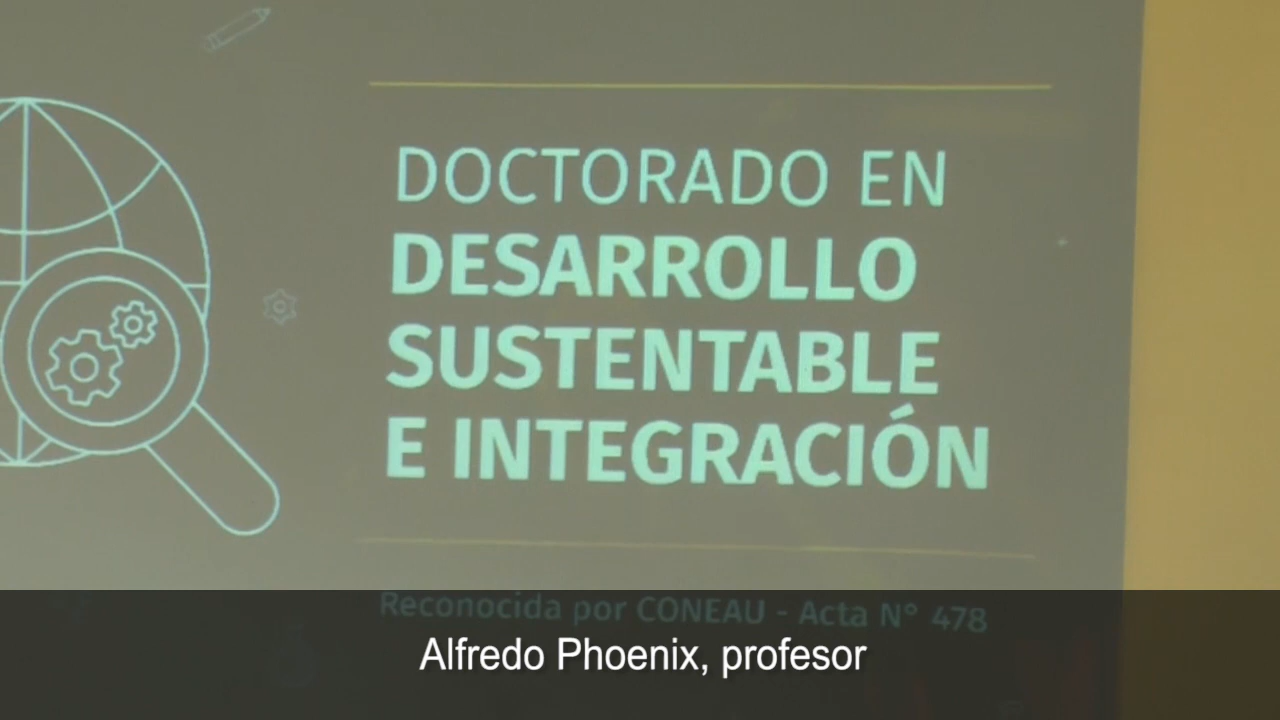 DOCTORADO EN
DESARROLLO
SUSTENTABLE
E INTEGRACIÓN
Reconocida por CONEAU - Acta N° 478
Alfredo Phoenix, profesor